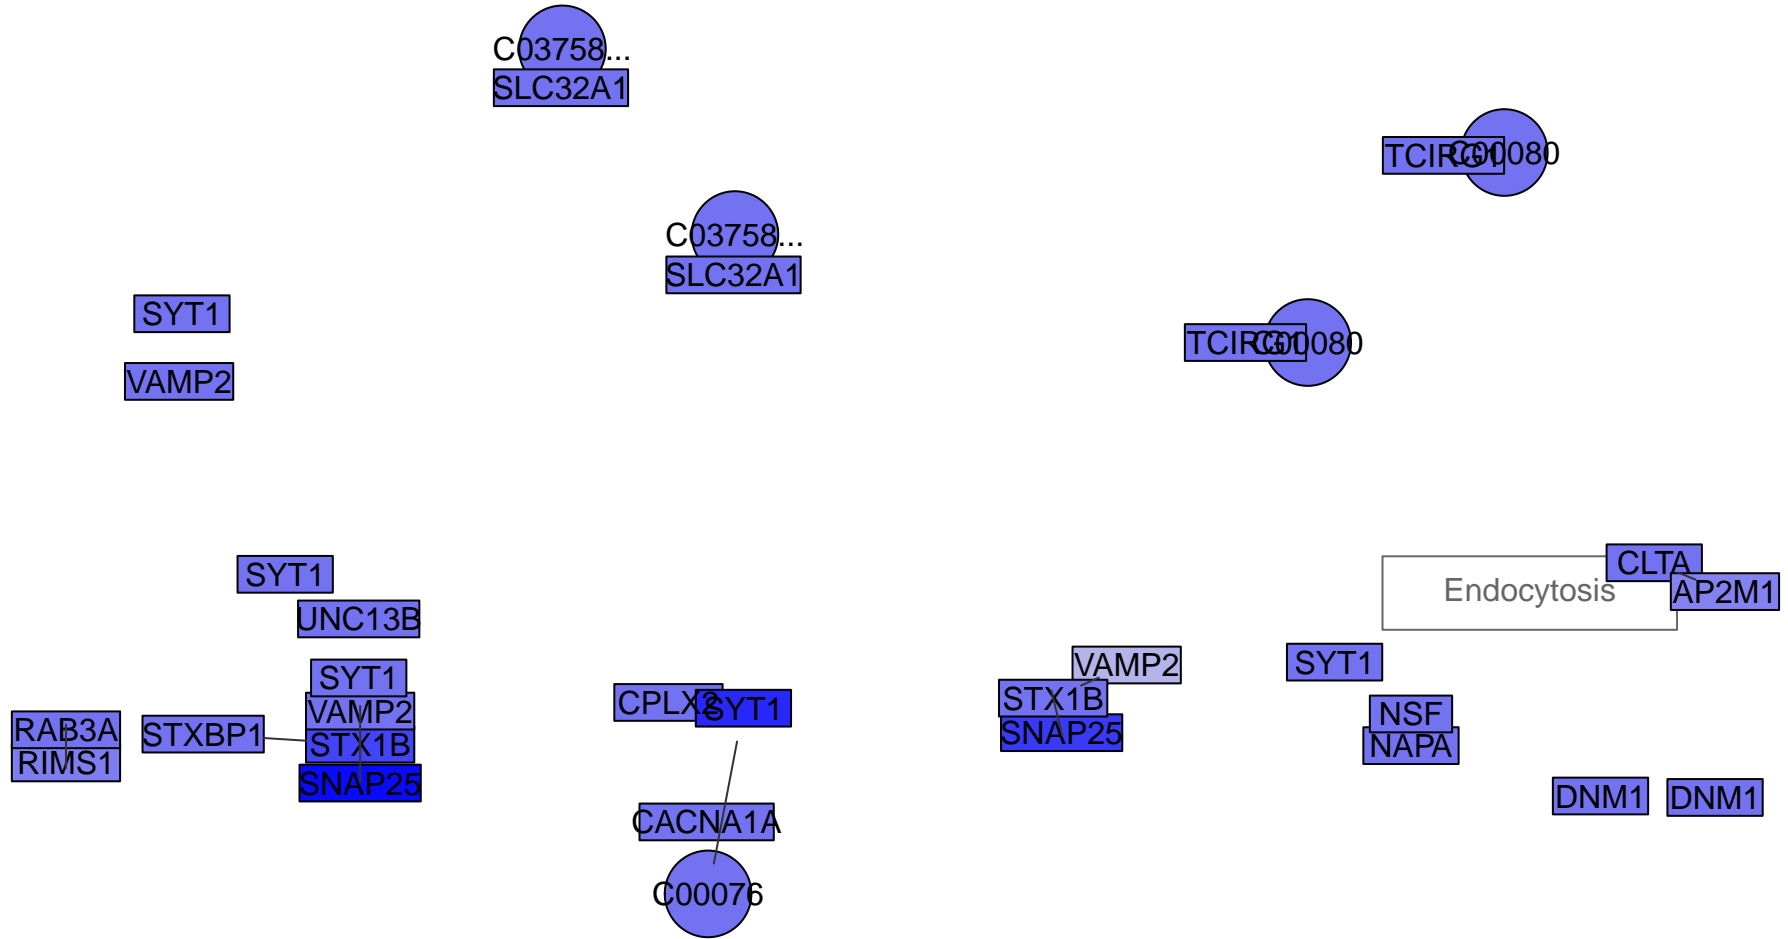 C03758...
SLC32A1
TCIRG1
C00080
C03758...
SLC32A1
SYT1
TCIRG1
C00080
VAMP2
SYT1
CLTA
Endocytosis
AP2M1
UNC13B
SYT1
VAMP2
SYT1
CPLX2
SYT1
STX1B
VAMP2
NSF
RAB3A
STXBP1
STX1B
SNAP25
NAPA
RIMS1
SNAP25
DNM1
DNM1
CACNA1A
C00076